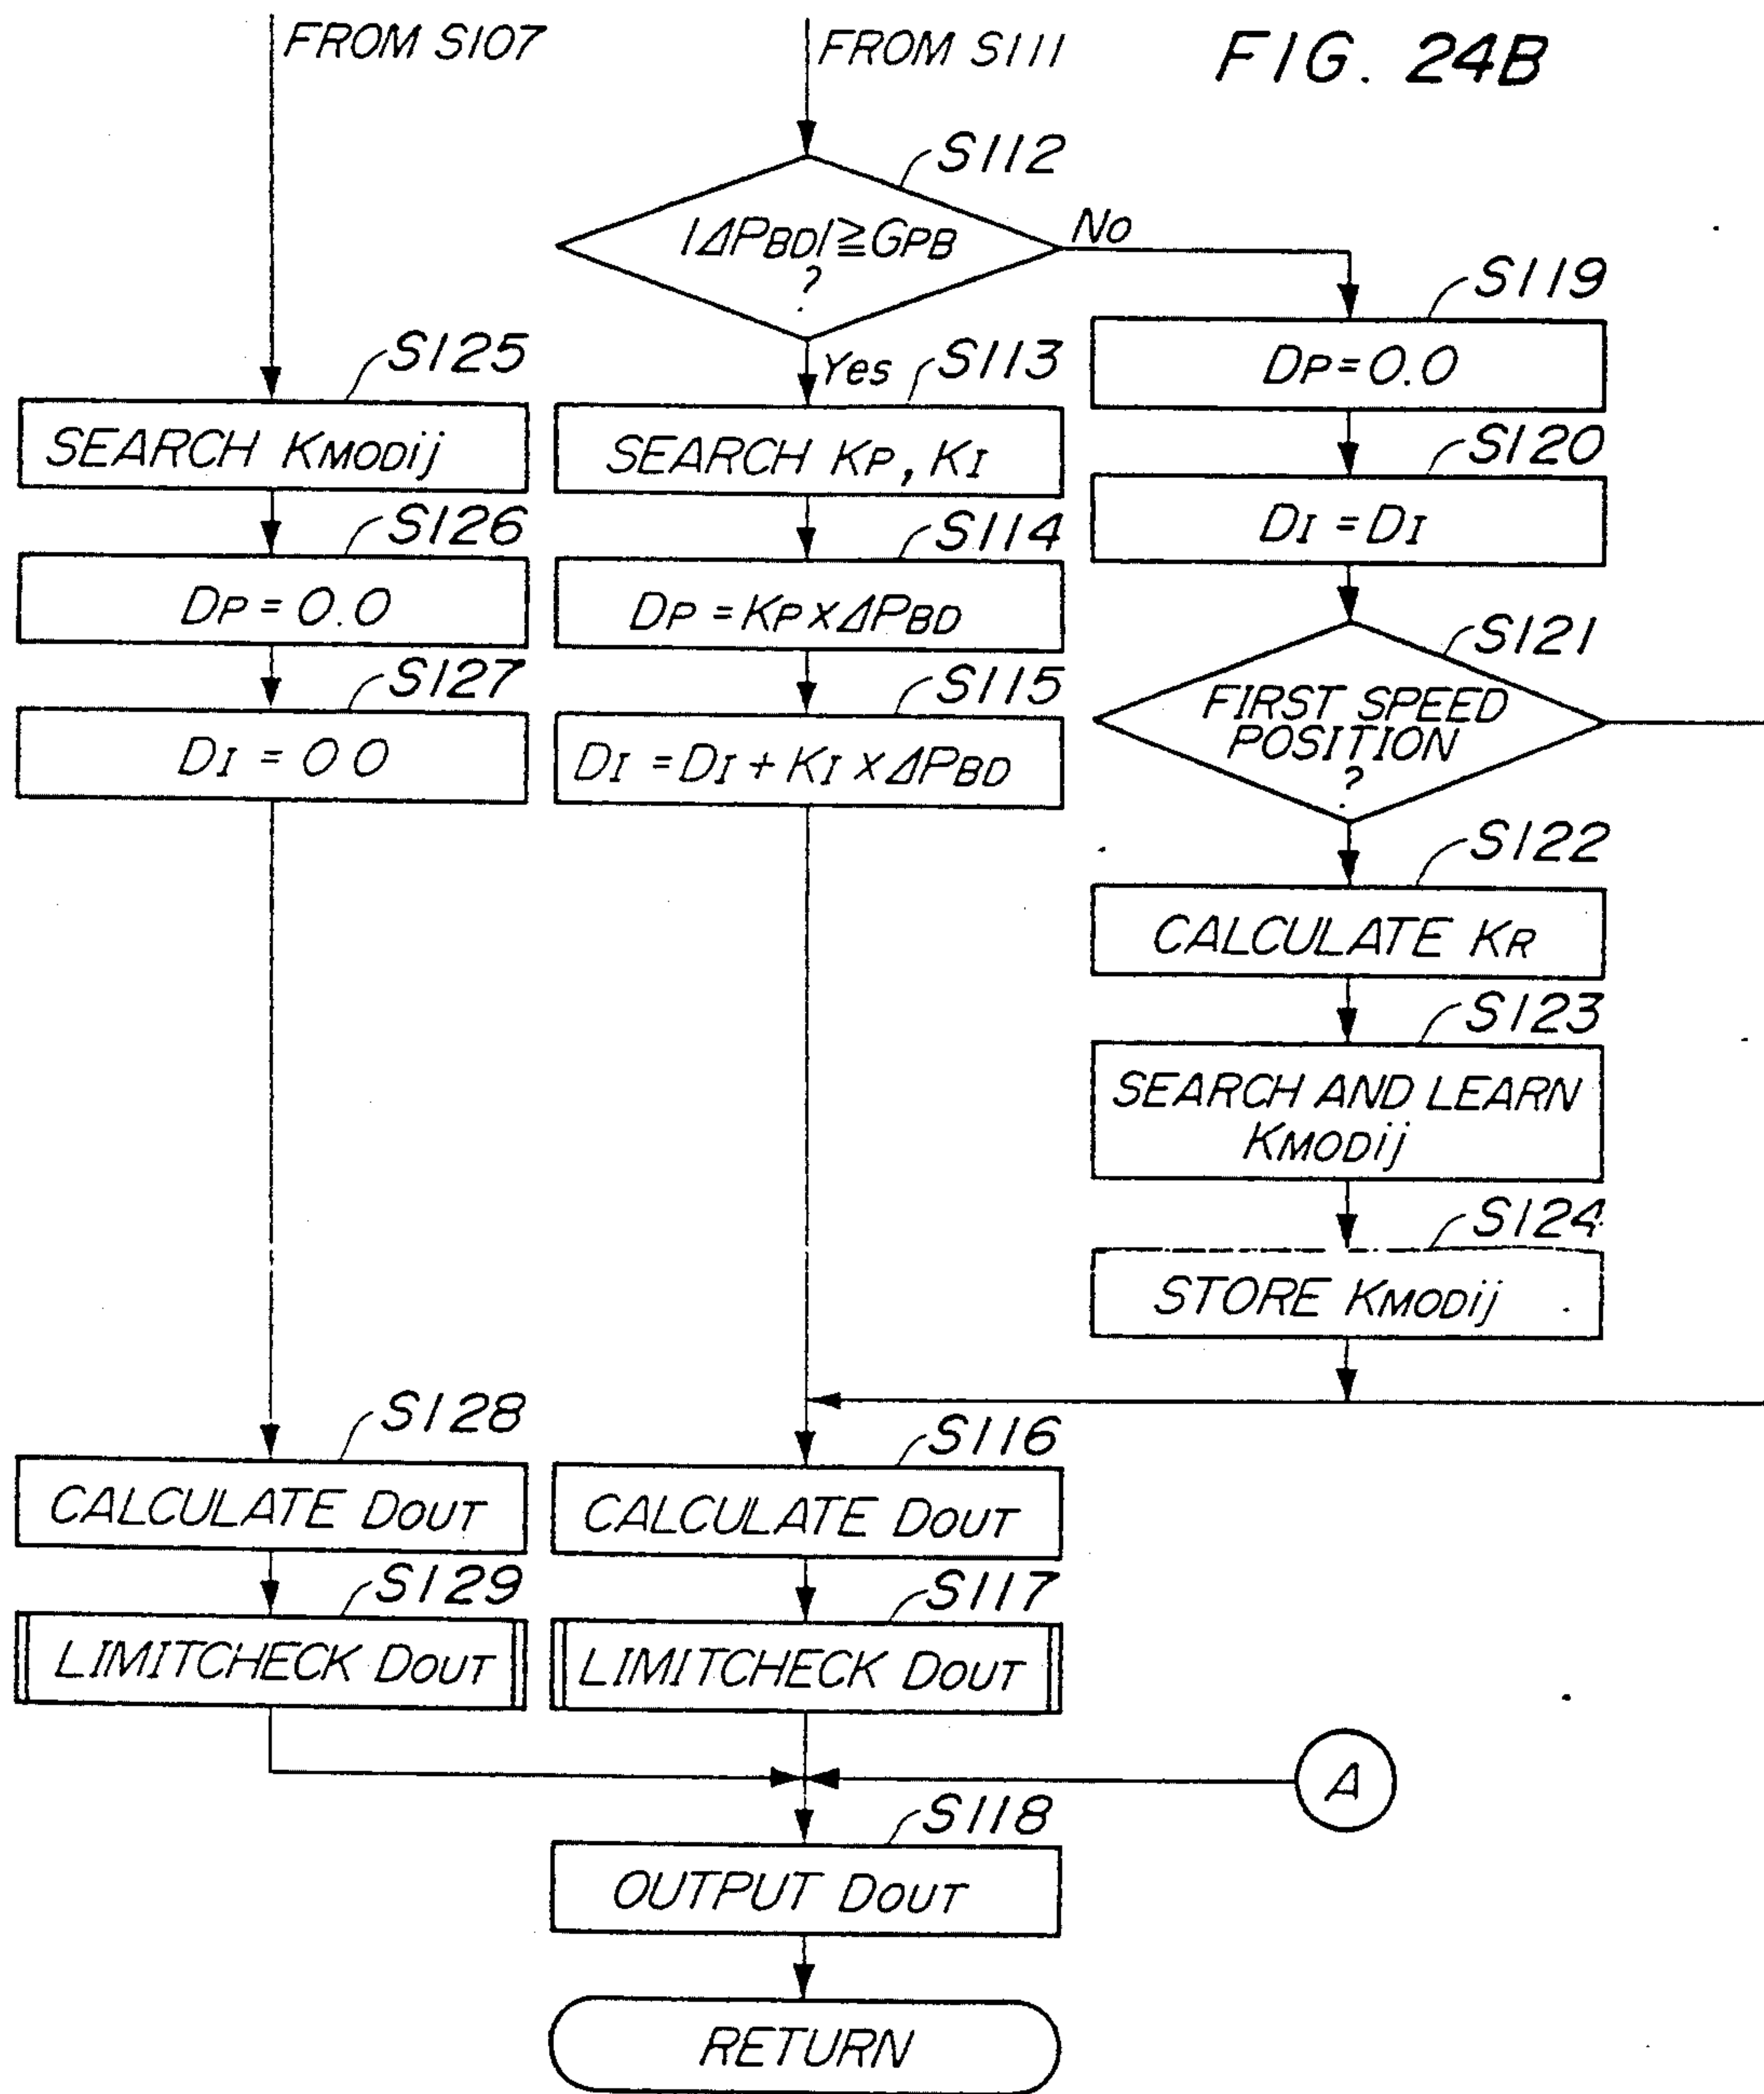 FROM S107
FROM S111
FIG. 24B
S112
|ΔPBD|≧GPB
?
No
Yes
S125
SEARCH KMODij
S126
DP = 0.0
S127
DI = 0 0
S113
SEARCH KP, KI
S114
DP = KP x ΔPBD
S115
DI = DI + KI x ΔPBD
S119
DP = 0.0
S120
DI = DI
S121
FIRST SPEED
POSITION
?
S122
CALCULATE KR
S123
SEARCH AND LEARN
KMODij
S124
STORE KMODij
S128
CALCULATE DOUT
S129
LIMITCHECK DOUT
S116
CALCULATE DOUT
S117
LIMITCHECK DOUT
A
S118
OUTPUT DOUT
RETURN